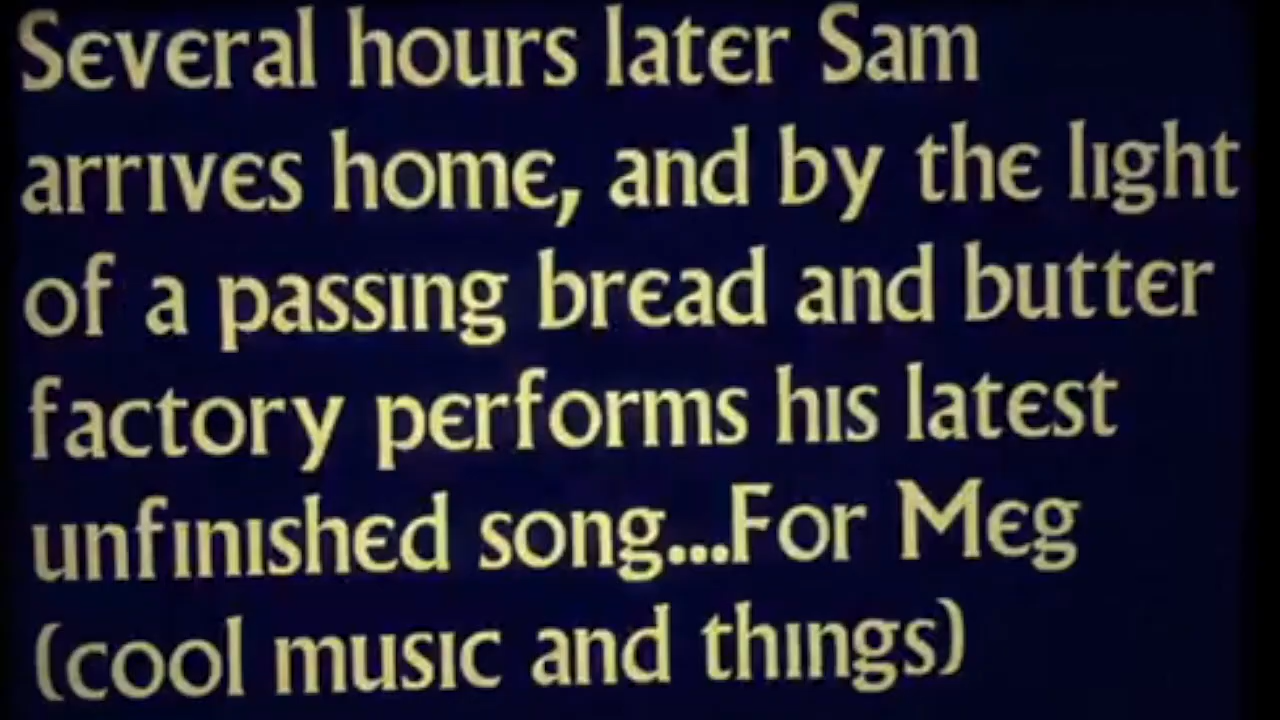 Several hours later Sam
arrives home, and by the light
of a passing bread and butter
factory performs his latest
unfinished song...For Meg
(cool music and things)